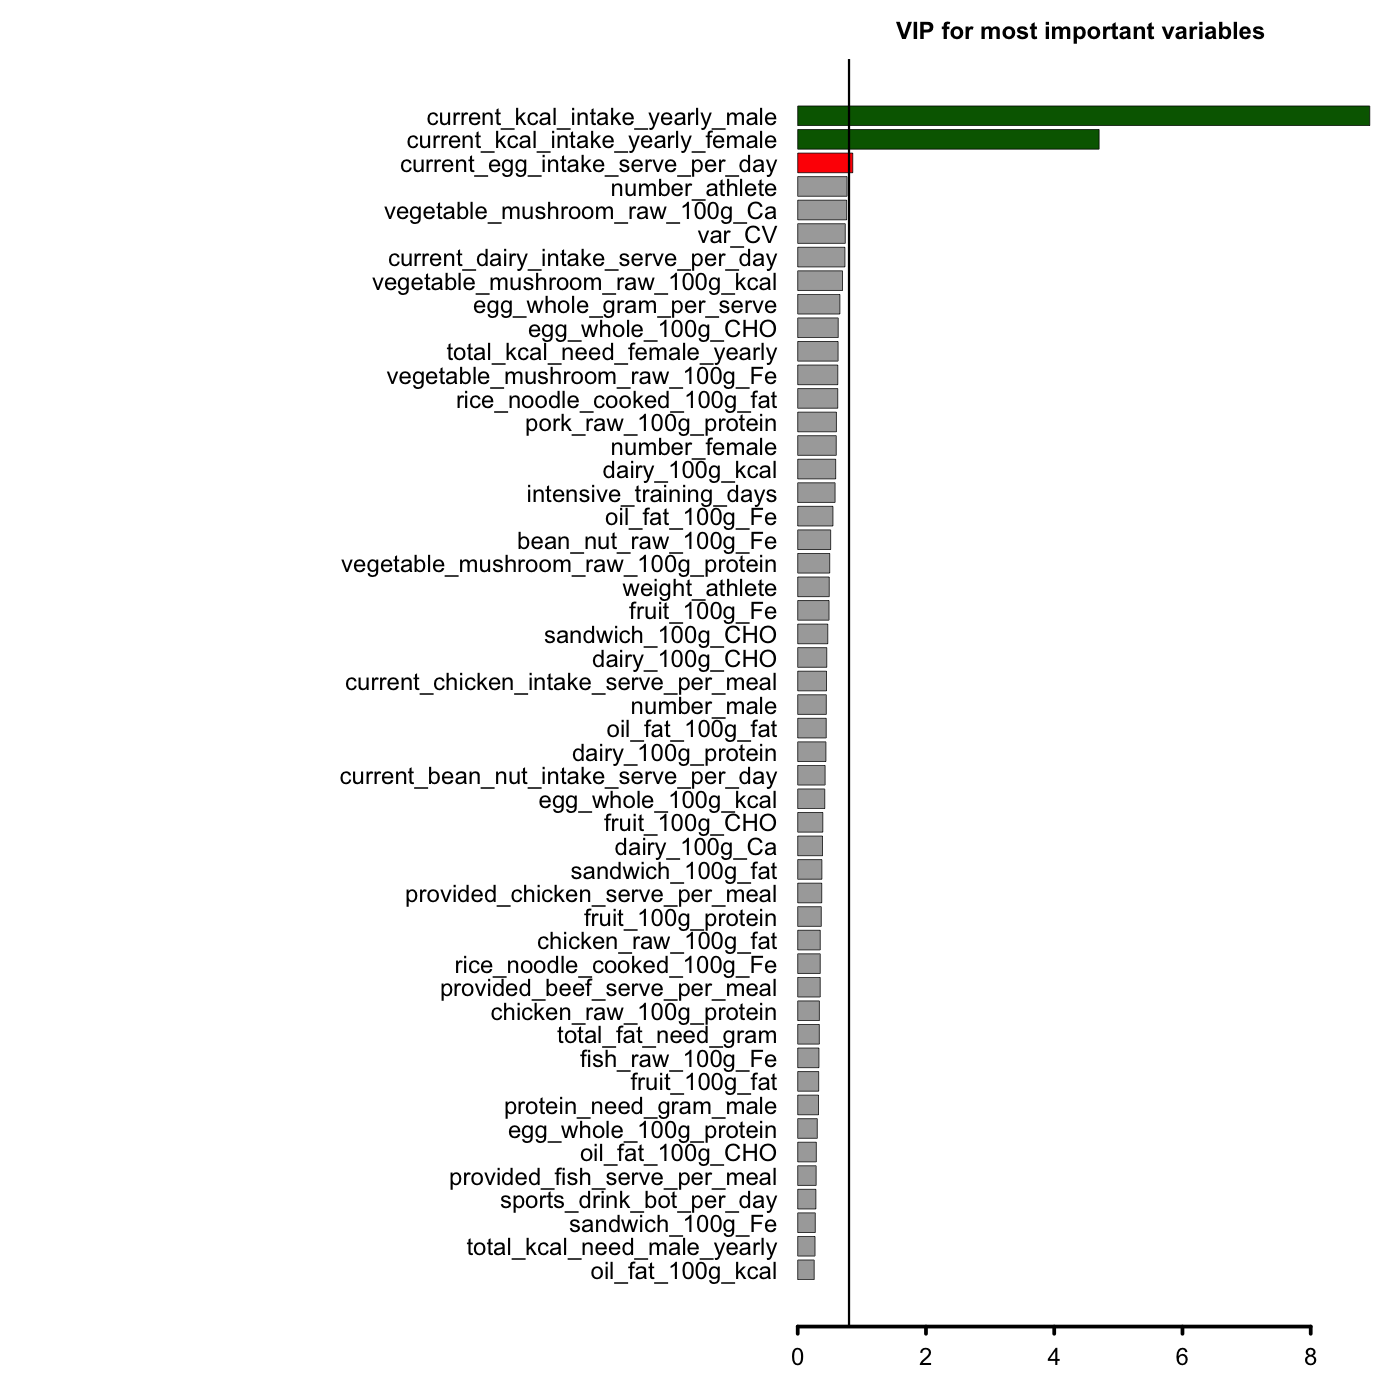 VIP for most important variables
current_kcal_intake_yearly_male
current_kcal_intake_yearly_female
current_egg_intake_serve_per_day
number_athlete
vegetable_mushroom_raw_100g_Ca
var_CV
current_dairy_intake_serve_per_day
vegetable_mushroom_raw_100g_kcal
egg_whole_gram_per_serve
egg_whole_100g_CHO
total_kcal_need_female_yearly
vegetable_mushroom_raw_100g_Fe
rice_noodle_cooked_100g_fat
pork_raw_100g_protein
number_female
dairy_100g_kcal
intensive_training_days
oil_fat_100g_Fe
bean_nut_raw_100g_Fe
vegetable_mushroom_raw_100g_protein
weight_athlete
fruit_100g_Fe
sandwich_100g_CHO
dairy_100g_CHO
current_chicken_intake_serve_per_meal
number_male
oil_fat_100g_fat
dairy_100g_protein
current_bean_nut_intake_serve_per_day
egg_whole_100g_kcal
fruit_100g_CHO
dairy_100g_Ca
sandwich_100g_fat
provided_chicken_serve_per_meal
fruit_100g_protein
chicken_raw_100g_fat
rice_noodle_cooked_100g_Fe
provided_beef_serve_per_meal
chicken_raw_100g_protein
total_fat_need_gram
fish_raw_100g_Fe
fruit_100g_fat
protein_need_gram_male
egg_whole_100g_protein
oil_fat_100g_CHO
provided_fish_serve_per_meal
sports_drink_bot_per_day
sandwich_100g_Fe
total_kcal_need_male_yearly
oil_fat_100g_kcal
0 2 4 6 8